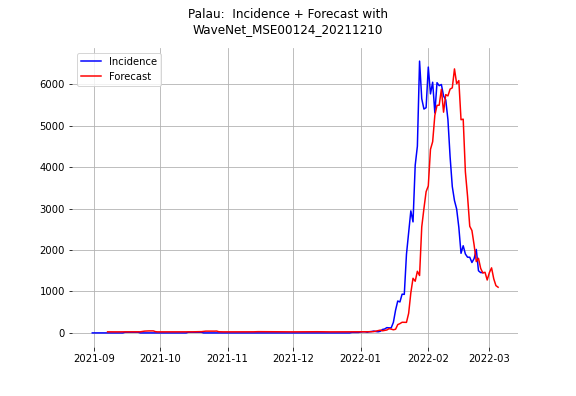 Palau:  Incidence + Forecast with
WaveNet_MSE00124_20211210
Incidence
Forecast
6000
5000
4000
3000
2000
1000
0
2021-09 2021-10 2021-11 2021-12 2022-01 2022-02 2022-03